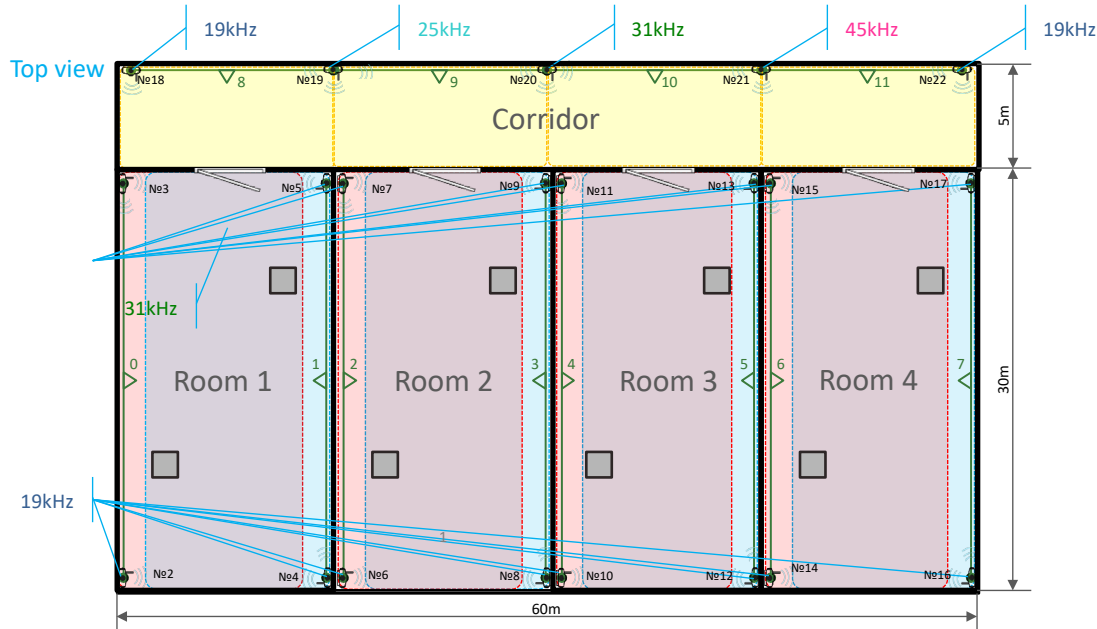 19kHz
25kHz
31kHz
45kHz
19kHz
Top view
№18
8
№19
9
№20
10
№21
11
№22
Corridor
5m
№3
№5
№7
№9
№11
№13
№15
№17
31kHz
0
1
2
3
4
5
6
7
Room 1
Room 2
Room 3
Room 4
30m
19kHz
1
№2
№4
№6
№8
№10
№12
№14
№16
60m